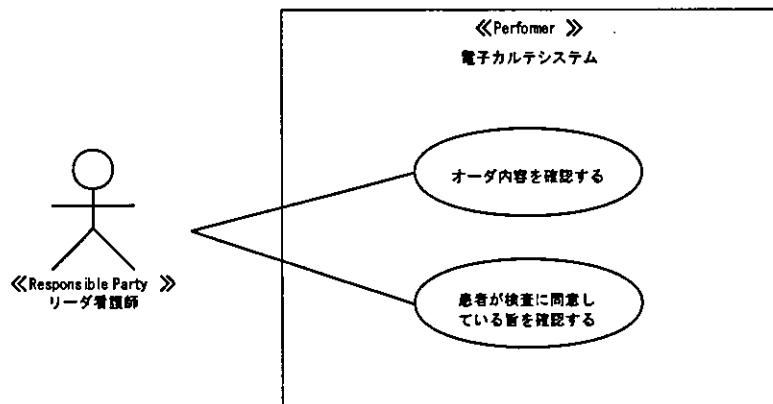 ≪Performer ≫
電子カルテシステム
オーダ内容を確認する
≪Responsible Party ≫
リーダ看護師
患者が検査に同意し
ている旨を確認する